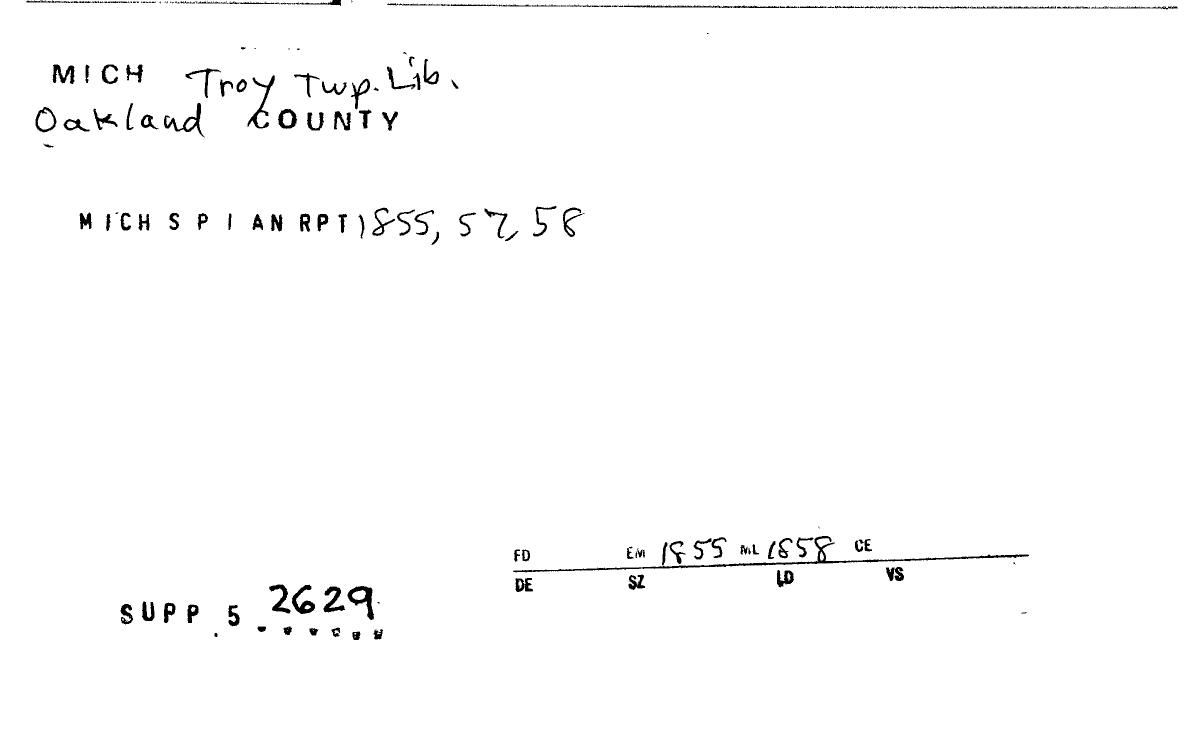 MICH Troy Twp. Lib.
Oakland COUNTY
MICH S P I AN RPT 1855, 57, 58
FD EM 1855 ML 1858 CE
DE SZ LD VS
SUPP 5 2629